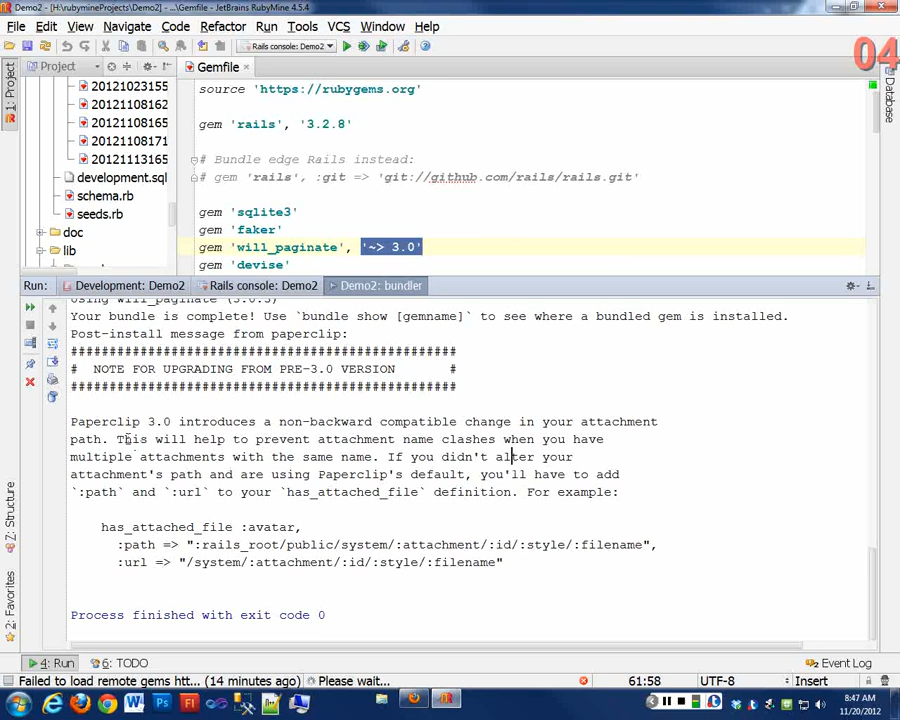 Demo2 - [H:\rubymineProjects\Demo2] - ...\Gemfile - JetBrains RubyMine 4.5.4
File Edit View Navigate Code Refactor Run Tools VCS Window Help
Rails console: Demo2
04
Project
Gemfile ×
1: Project
Database
20121023155
20121108162
20121108165
20121108171
20121113165
development.sql
schema.rb
seeds.rb
doc
lib
source 'https://rubygems.org'
gem 'rails', '3.2.8'
# Bundle edge Rails instead:
# gem 'rails', :git => 'git://github.com/rails/rails.git'
gem 'sqlite3'
gem 'faker'
gem 'will_paginate', '~> 3.0'
gem 'devise'
Run: Development: Demo2 Rails console: Demo2 Demo2: bundler
Using will_paginate (3.0.3)
Your bundle is complete! Use `bundle show [gemname]` to see where a bundled gem is installed.
Post-install message from paperclip:
##################################################
# NOTE FOR UPGRADING FROM PRE-3.0 VERSION #
##################################################
Paperclip 3.0 introduces a non-backward compatible change in your attachment
path. This will help to prevent attachment name clashes when you have
multiple attachments with the same name. If you didn't alter your
attachment's path and are using Paperclip's default, you'll have to add
`:path` and `:url` to your `has_attached_file` definition. For example:
has_attached_file :avatar,
:path => ":rails_root/public/system/:attachment/:id/:style/:filename",
:url => "/system/:attachment/:id/:style/:filename"
Process finished with exit code 0
Z: Structure
2: Favorites
4: Run 6: TODO Event Log
Failed to load remote gems htt... (14 minutes ago) Please wait... 61:58 UTF-8 Insert
8:47 AM
11/20/2012